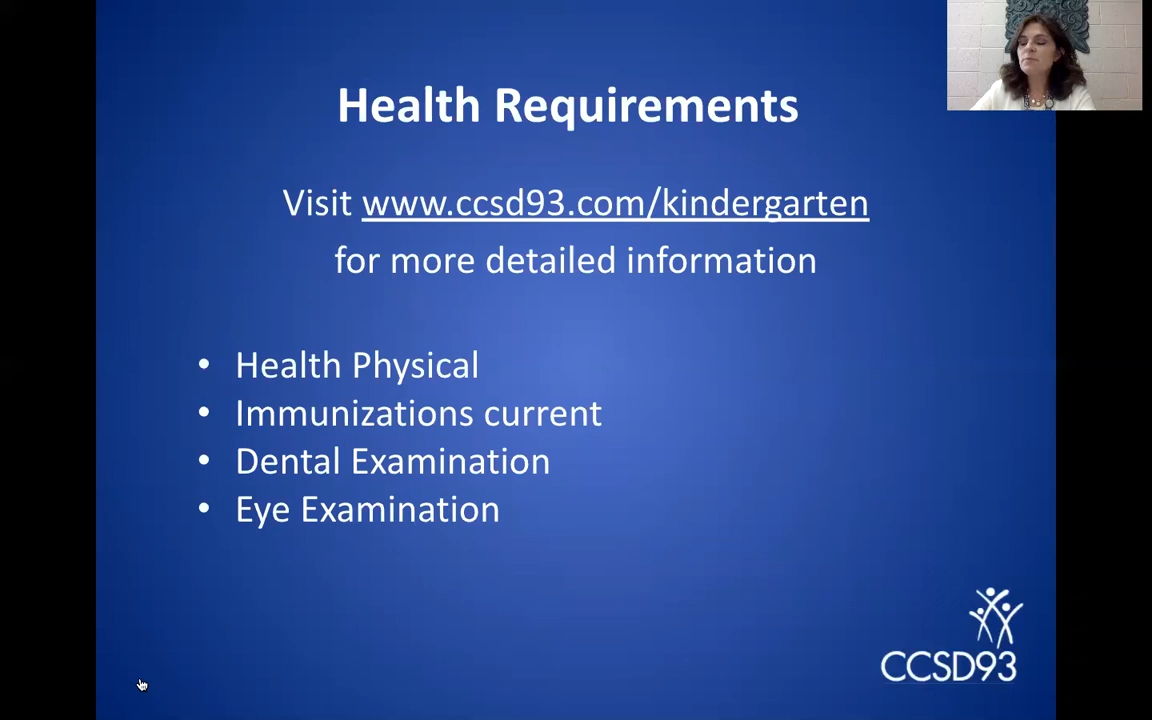 Health Requirements
Visit www.ccsd93.com/kindergarten
for more detailed information
• Health Physical
• Immunizations current
• Dental Examination
• Eye Examination
CCSD93